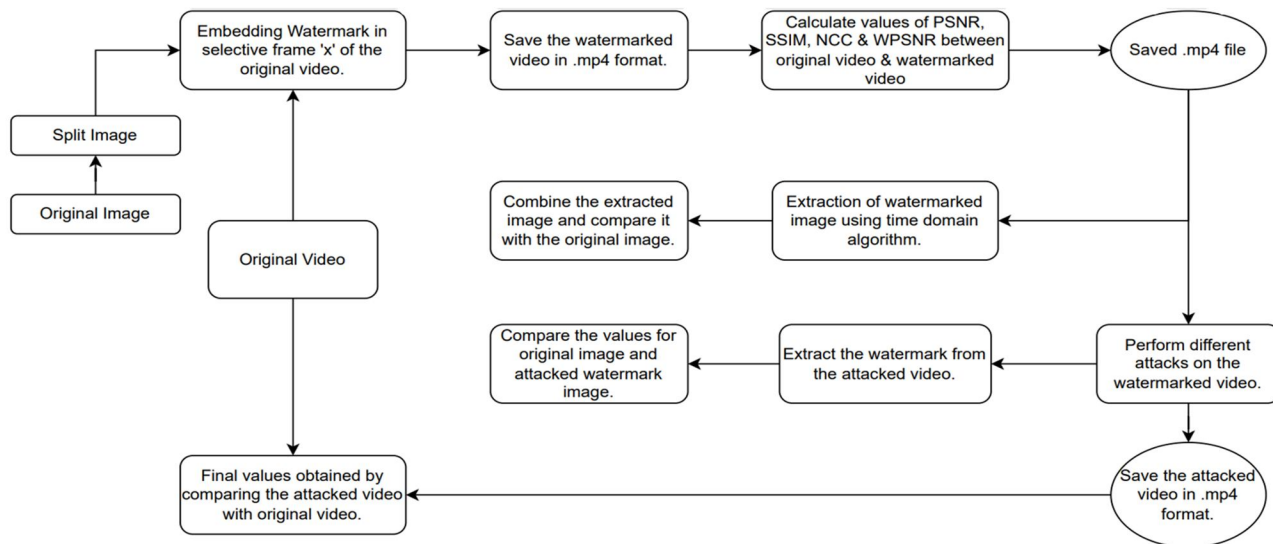 Embedding Watermark in
selective frame 'x' of the
original video.
Save the watermarked
video in .mp4 format.
Calculate values of PSNR,
SSIM, NCC & WPSNR between
original video & watermarked
video
Saved .mp4 file
Split Image
Original Image
Original Video
Combine the extracted
image and compare it
with the original image.
Extraction of watermarked
image using time domain
algorithm.
Compare the values for
original image and
attacked watermark
image.
Extract the watermark from
the attacked video.
Perform different
attacks on the
watermarked video.
Final values obtained by
comparing the attacked video
with original video.
Save the attacked
video in .mp4
format.